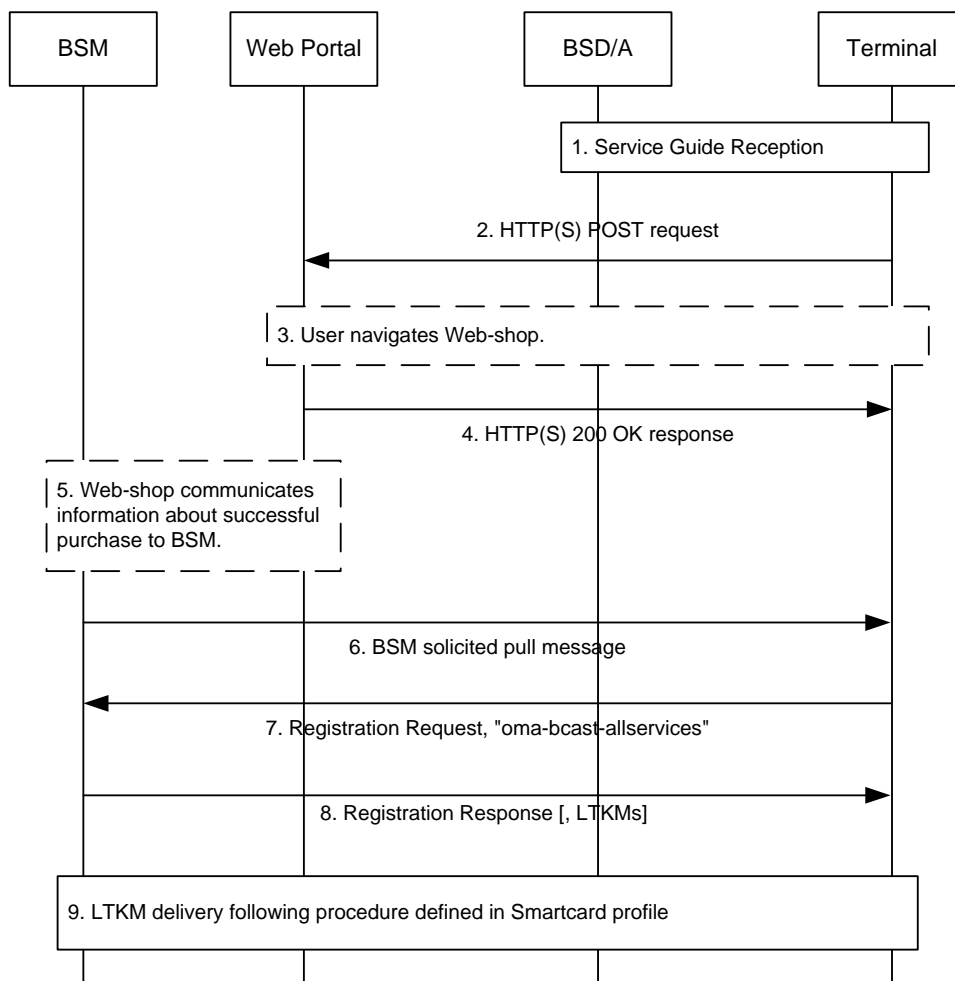 BSM
Web Portal
BSD/A
Terminal
1. Service Guide Reception
2. HTTP(S) POST request
3. User navigates Web-shop.
4. HTTP(S) 200 OK response
5. Web-shop communicates
information about successful
purchase to BSM.
6. BSM solicited pull message
7. Registration Request, "oma-bcast-allservices"
8. Registration Response [, LTKMs]
9. LTKM delivery following procedure defined in Smartcard profile